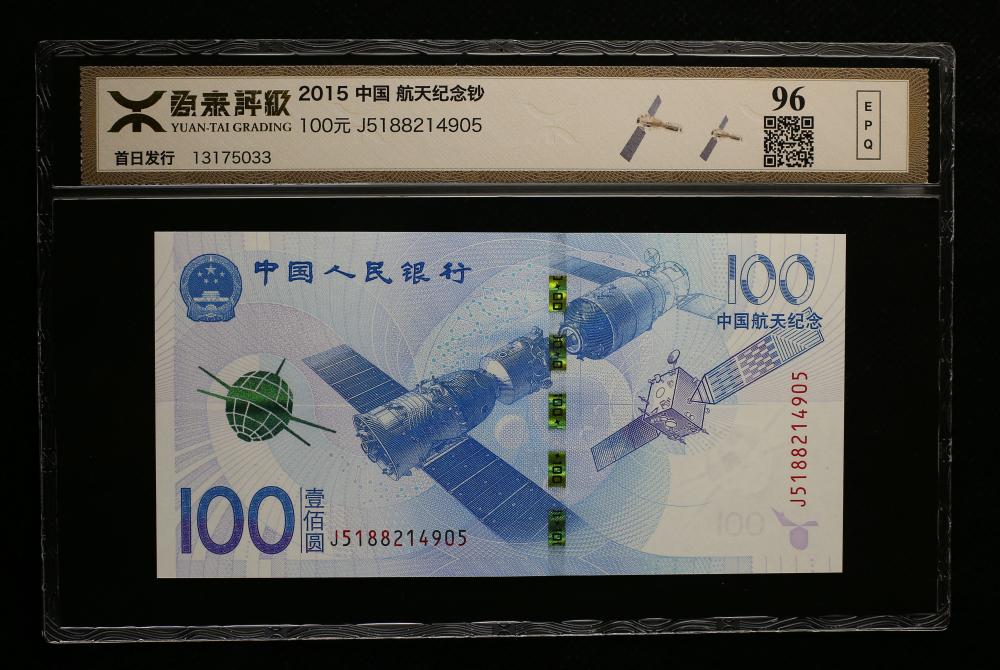 源泰評級
YUAN-TAI GRADING
2015 中国 航天纪念钞
100元 J5188214905
首日发行 13175033
96
E
P
Q
中国人民银行
100
中国航天纪念
J5188214905
100
壹佰圆
J5188214905
100